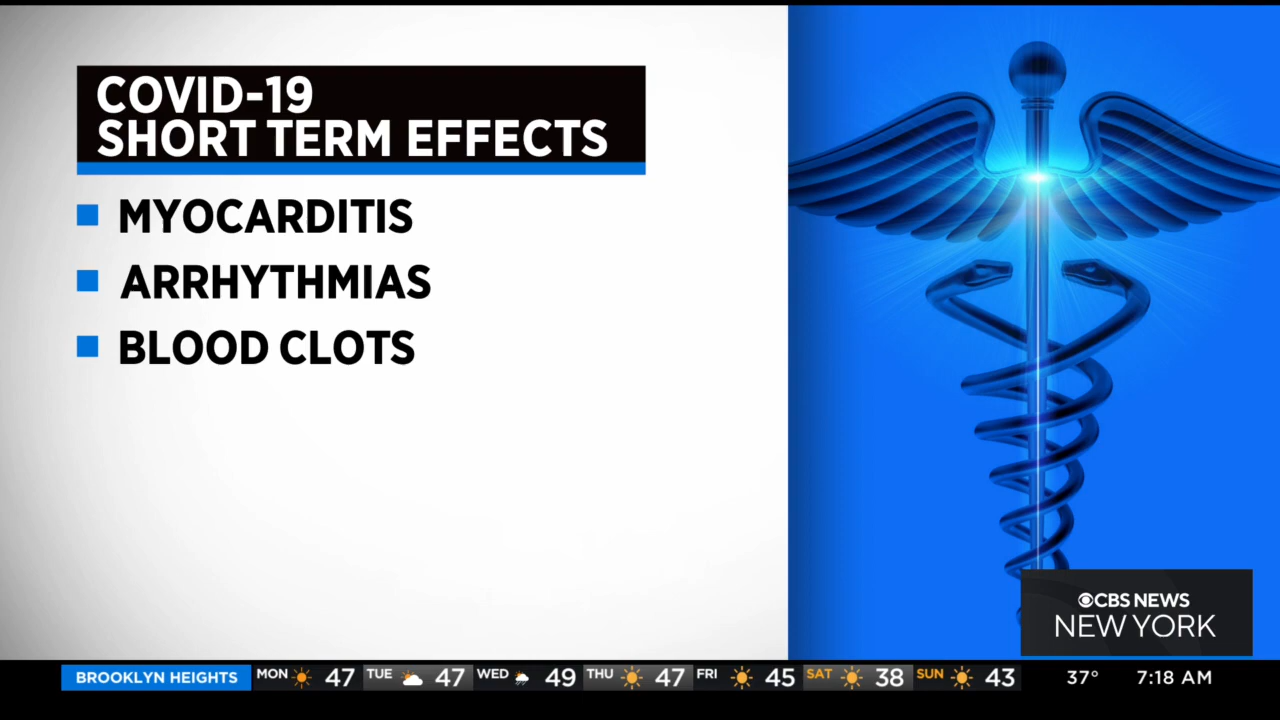 COVID-19
SHORT TERM EFFECTS
MYOCARDITIS
ARRHYTHMIAS
BLOOD CLOTS
CBS NEWS
NEW YORK
BROOKLYN HEIGHTS MON 47 TUE 47 WED 49 THU 47 FRI 45 SAT 38 SUN 43 37° 7:18 AM